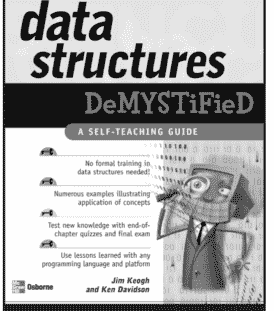 data
structures
DeMYSTiFieD
A SELF-TEACHING GUIDE
No formal training in
data structures needed!
Numerous examples illustrating
application of concepts
Test new knowledge with end-of-
chapter quizzes and final exam
Use lessons learned with any
programming language and platform
Jim Keogh
and Ken Davidson
Osborne